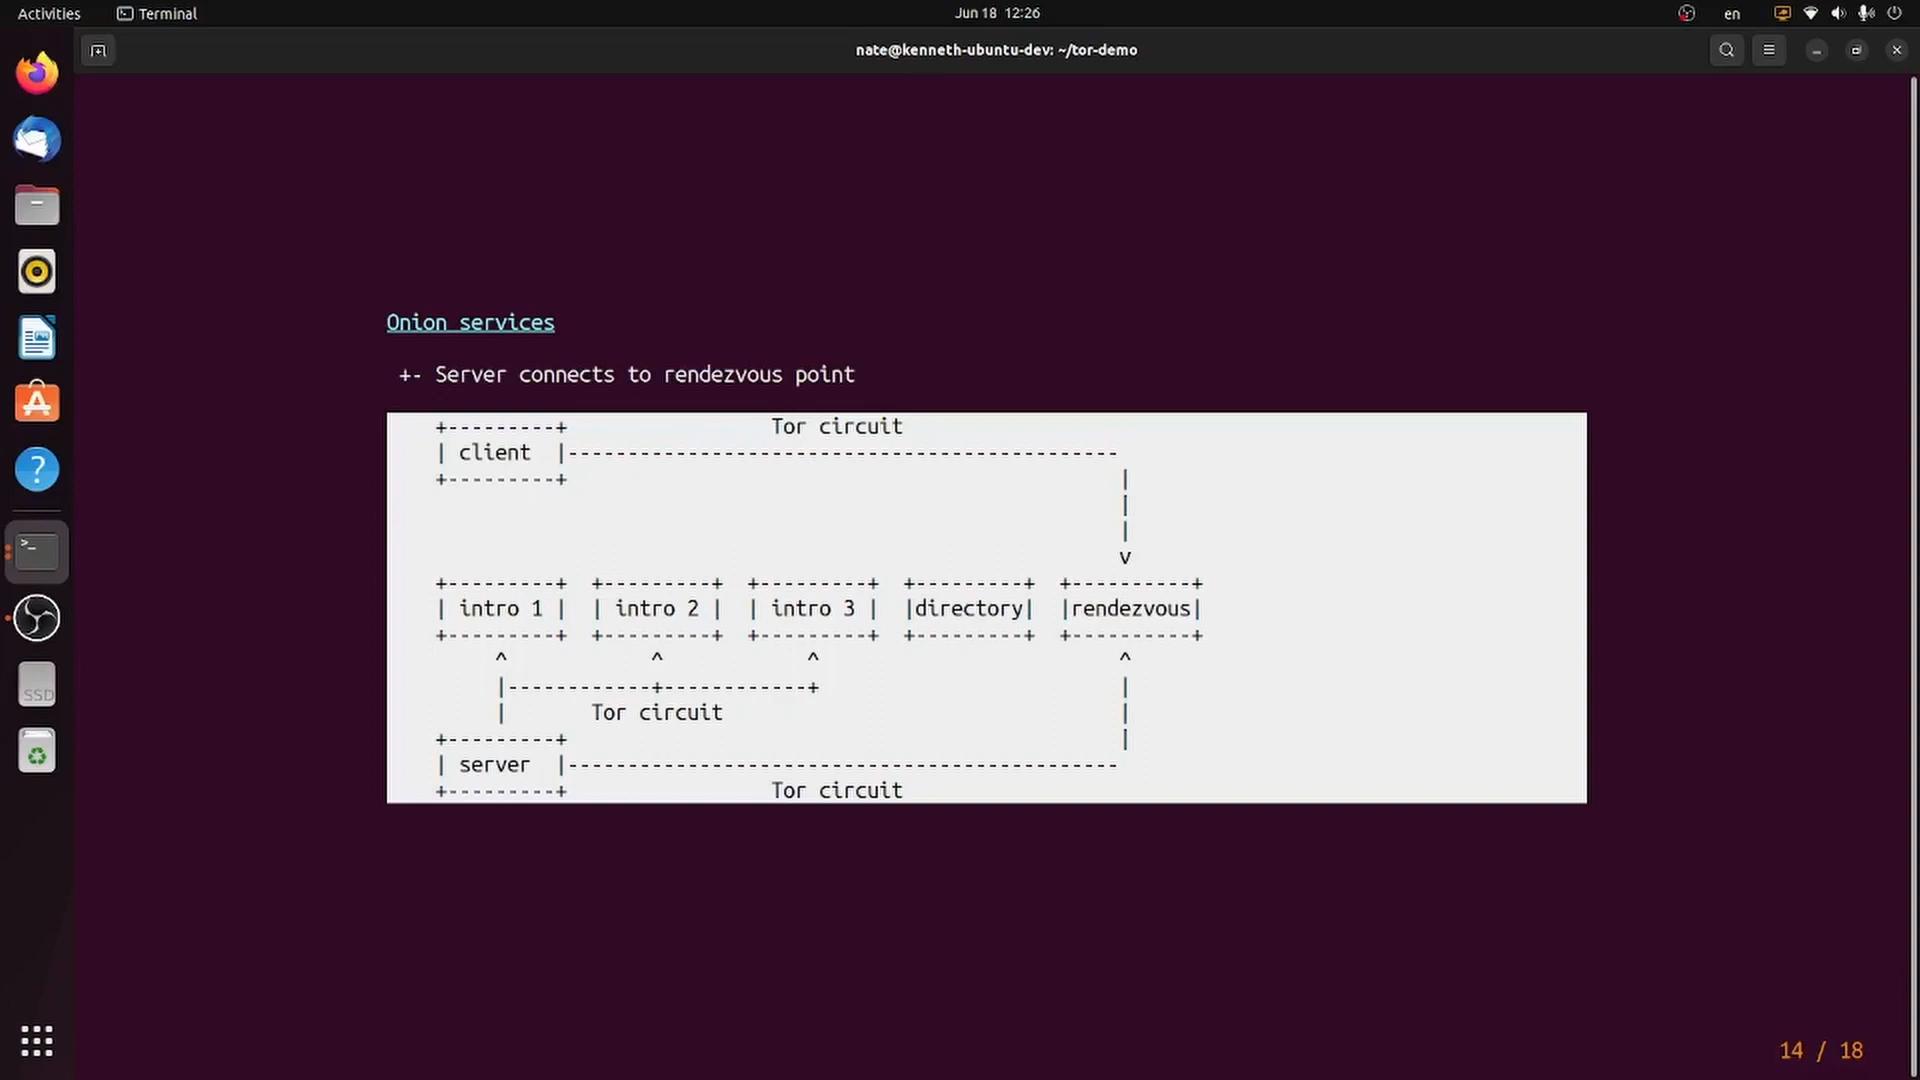 Activities Terminal Jun 18 12:26 en
nate@kenneth-ubuntu-dev: ~/tor-demo
Onion services
+- Server connects to rendezvous point
+---------+ Tor circuit
| client |----------------------------------------------
+---------+ |
|
|
v
+---------+ +---------+ +---------+ +---------+ +----------+
| intro 1 | | intro 2 | | intro 3 | |directory| |rendezvous|
+---------+ +---------+ +---------+ +---------+ +----------+
^ ^ ^ ^
|------------+------------+ |
| Tor circuit |
+---------+ |
| server |----------------------------------------------
+---------+ Tor circuit
SSD
14 / 18